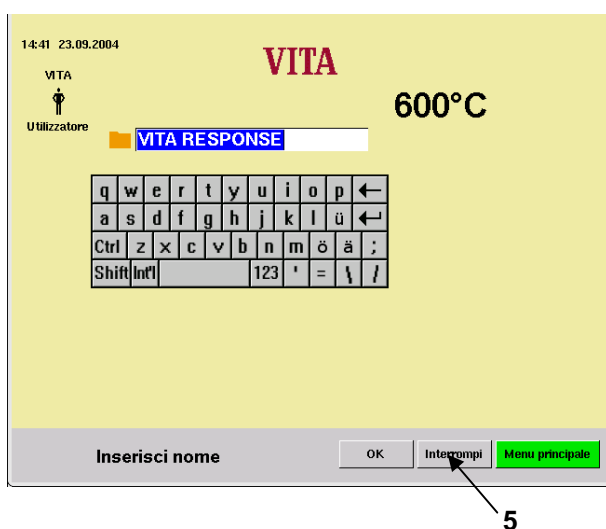 14:41 23.09.2004
VITA
VITA
600°C
Utilizzatore
VITA RESPONSE
q w e r t y u i o p ←
a s d f g h j k l ü ↵
Ctrl z x c v b n m ö ä ;
Shift Int'l 123 ' = \ /
Inserisci nome
OK
Interrompi
Menu principale
5